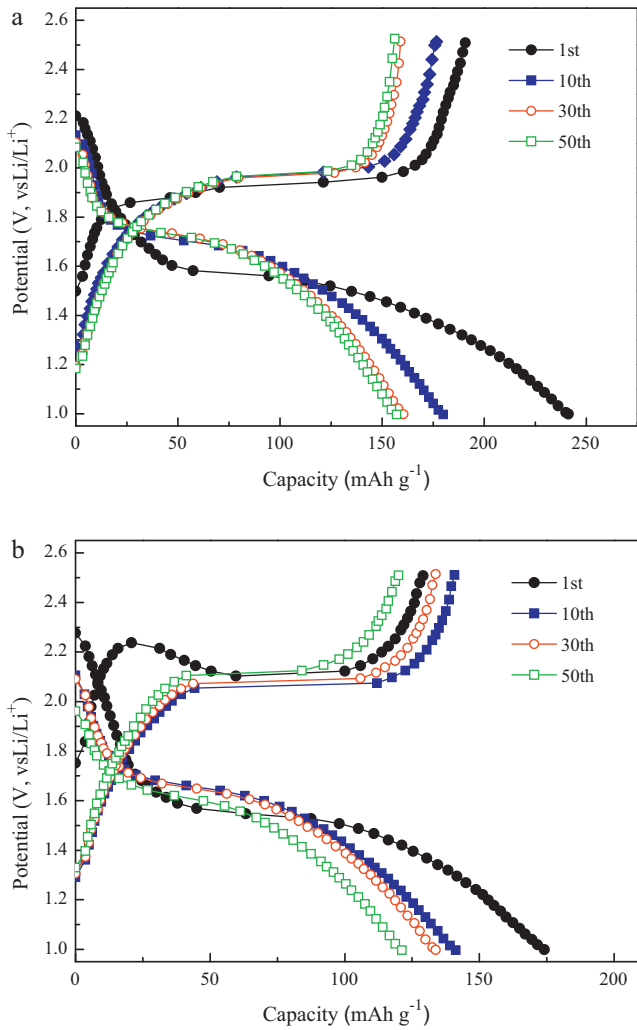 a
2.6
2.4
2.2
2.0
1.8
1.6
1.4
1.2
1.0
Potential (V, vsLi/Li⁺)
1st
10th
30th
50th
0 50 100 150 200 250
Capacity (mAh g⁻¹)
b
2.6
2.4
2.2
2.0
1.8
1.6
1.4
1.2
1.0
Potential (V, vsLi/Li⁺)
1st
10th
30th
50th
0 50 100 150 200
Capacity (mAh g⁻¹)